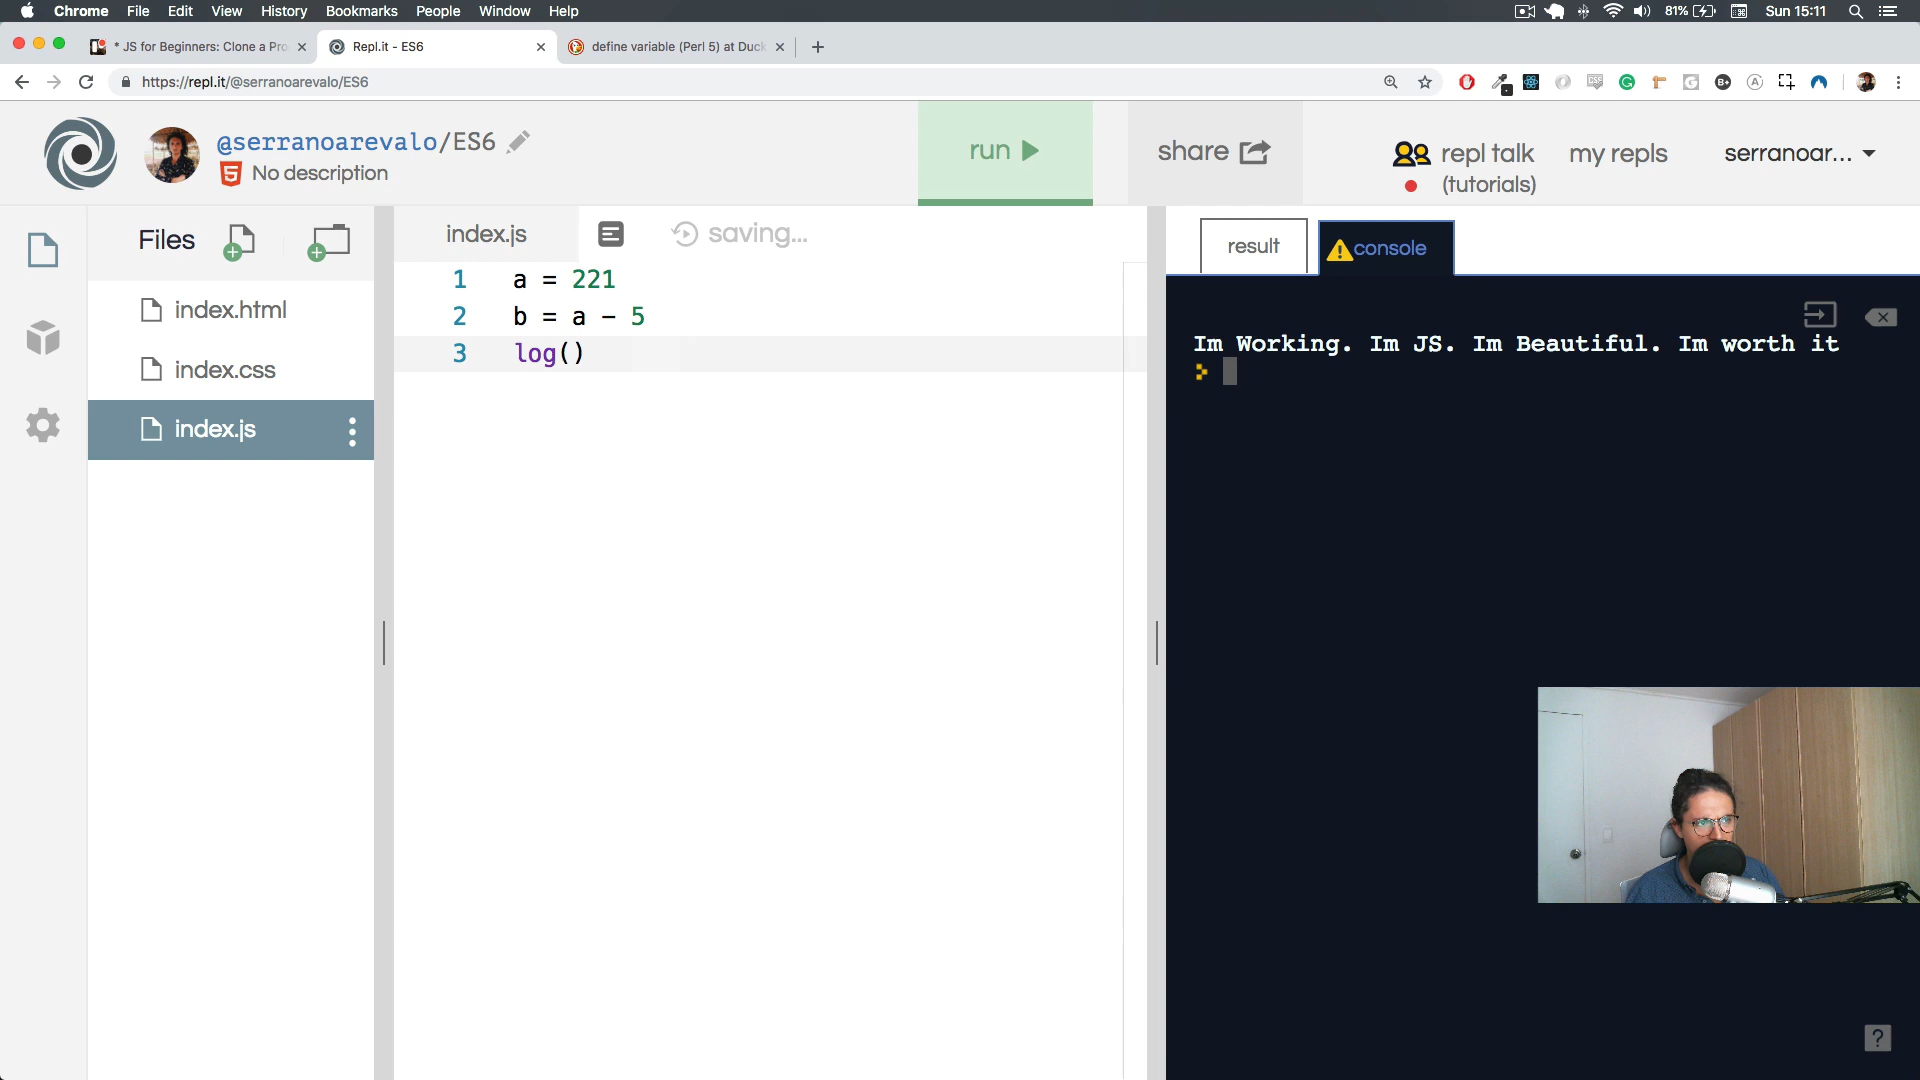 Chrome File Edit View History Bookmarks People Window Help 81% Sun 15:11
* JS for Beginners: Clone a Pro Repl.it - ES6 define variable (Perl 5) at Duck
https://repl.it/@serranoarevalo/ES6
@serranoarevalo/ES6
No description
run
share
repl talk
(tutorials)
my repls
serranoar...
Files
index.html
index.css
index.js
index.js
saving...
1 a = 221
2 b = a - 5
3 log()
result
console
Im Working. Im JS. Im Beautiful. Im worth it
?